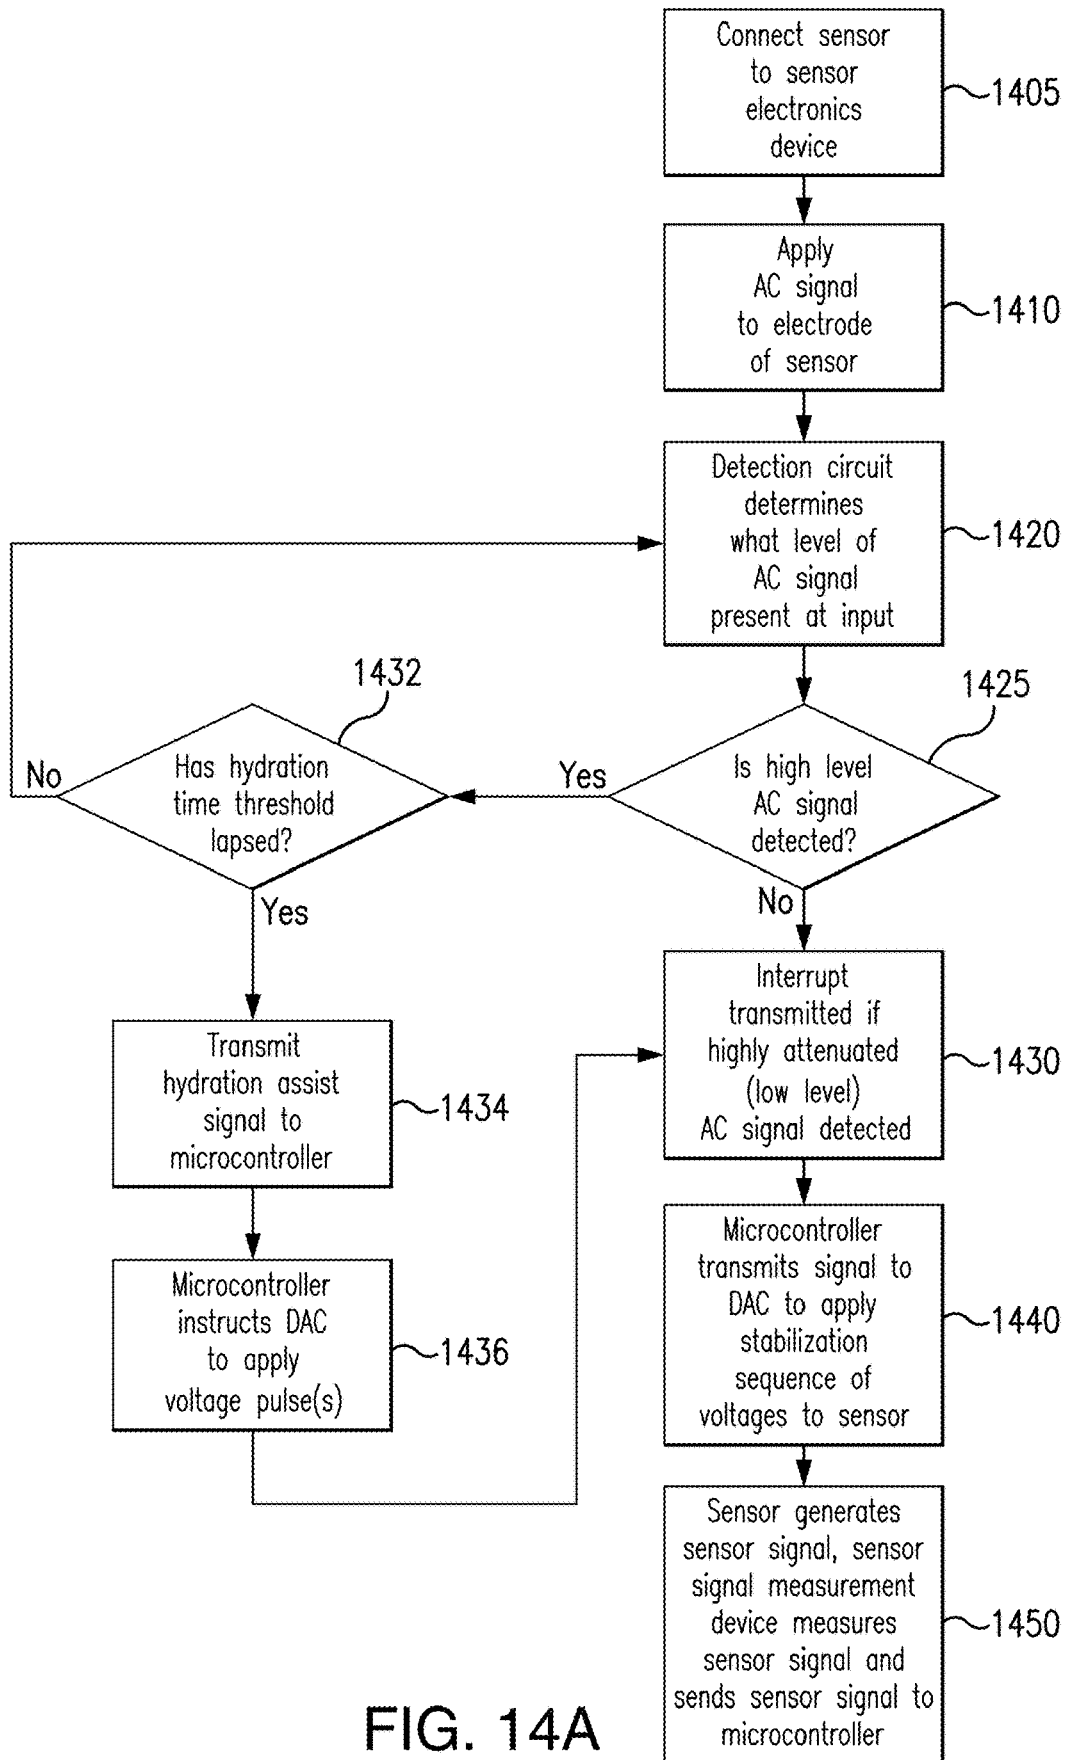 Connect sensor
to sensor
electronics
device
1405
Apply
AC signal
to electrode
of sensor
1410
Detection circuit
determines
what level of
AC signal
present at input
1420
1432
1425
No
Has hydration
time threshold
lapsed?
Yes
Is high level
AC signal
detected?
Yes
No
Transmit
hydration assist
signal to
microcontroller
1434
Interrupt
transmitted if
highly attenuated
(low level)
AC signal detected
1430
Microcontroller
instructs DAC
to apply
voltage pulse(s)
1436
Microcontroller
transmits signal to
DAC to apply
stabilization
sequence of
voltages to sensor
1440
Sensor generates
sensor signal, sensor
signal measurement
device measures
sensor signal and
sends sensor signal to
microcontroller
1450
FIG. 14A